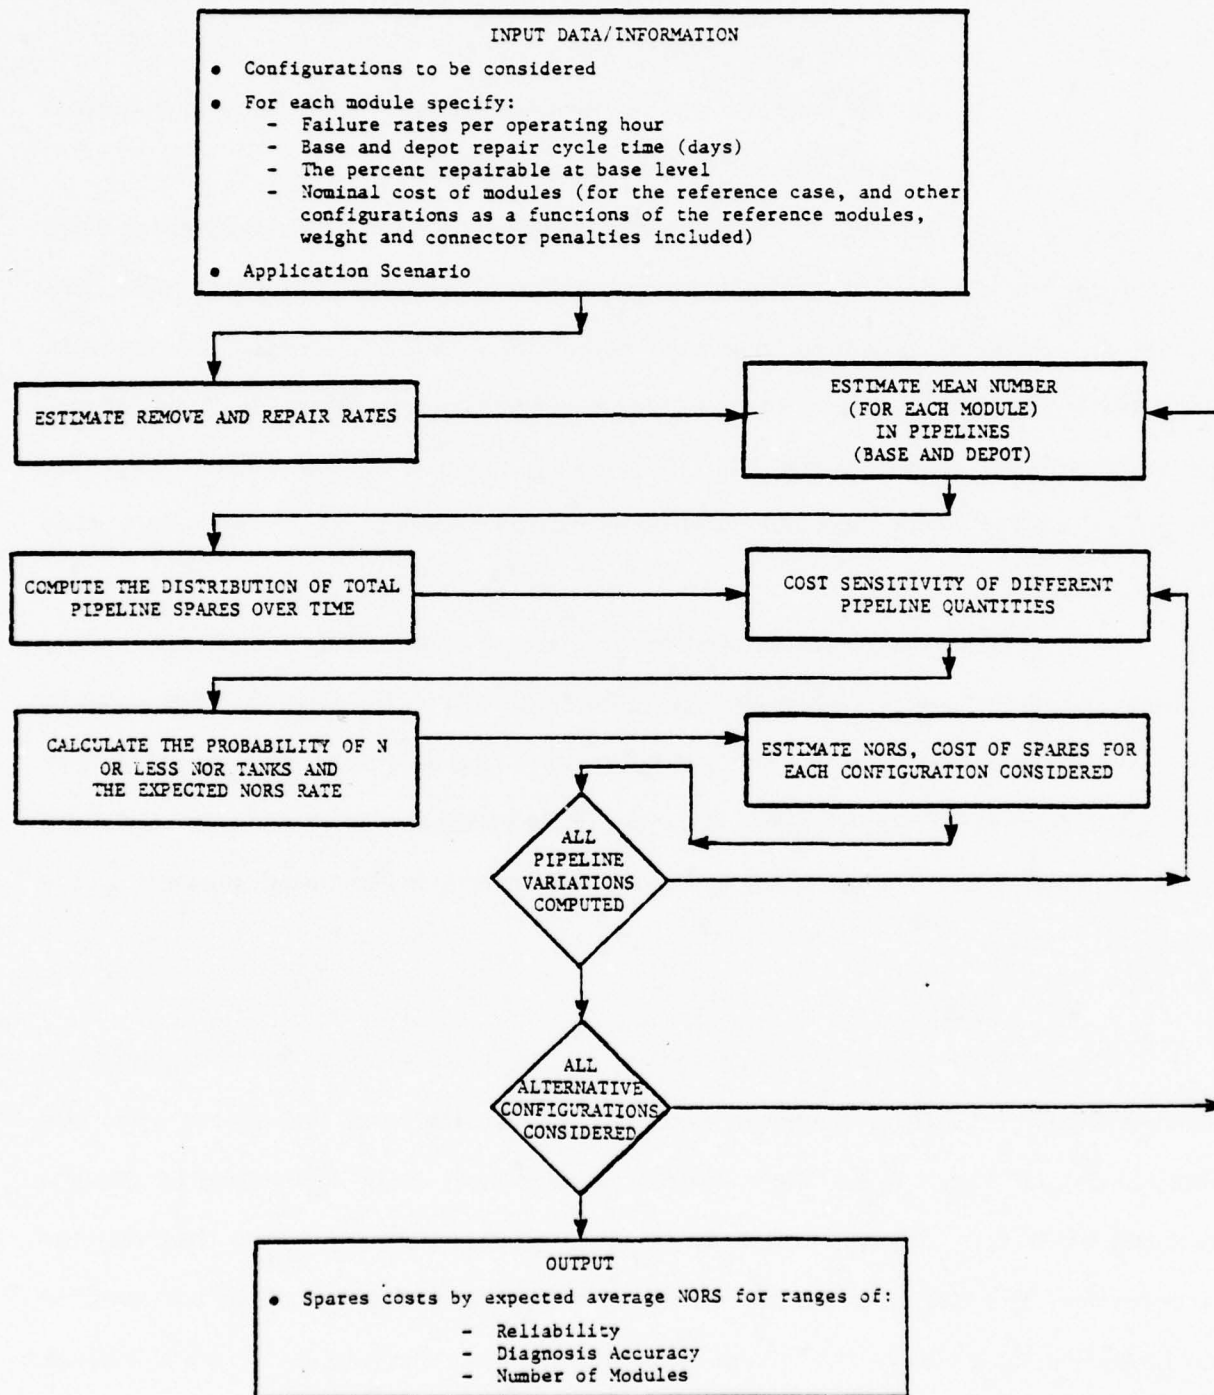 INPUT DATA/INFORMATION
• Configurations to be considered
• For each module specify:
- Failure rates per operating hour
- Base and depot repair cycle time (days)
- The percent repairable at base level
- Nominal cost of modules (for the reference case, and other
configurations as a functions of the reference modules,
weight and connector penalties included)
• Application Scenario
ESTIMATE REMOVE AND REPAIR RATES
ESTIMATE MEAN NUMBER
(FOR EACH MODULE)
IN PIPELINES
(BASE AND DEPOT)
COMPUTE THE DISTRIBUTION OF TOTAL
PIPELINE SPARES OVER TIME
COST SENSITIVITY OF DIFFERENT
PIPELINE QUANTITIES
CALCULATE THE PROBABILITY OF N
OR LESS NOR TANKS AND
THE EXPECTED NORS RATE
ESTIMATE NORS, COST OF SPARES FOR
EACH CONFIGURATION CONSIDERED
ALL
PIPELINE
VARIATIONS
COMPUTED
ALL
ALTERNATIVE
CONFIGURATIONS
CONSIDERED
OUTPUT
• Spares costs by expected average NORS for ranges of:
- Reliability
- Diagnosis Accuracy
- Number of Modules